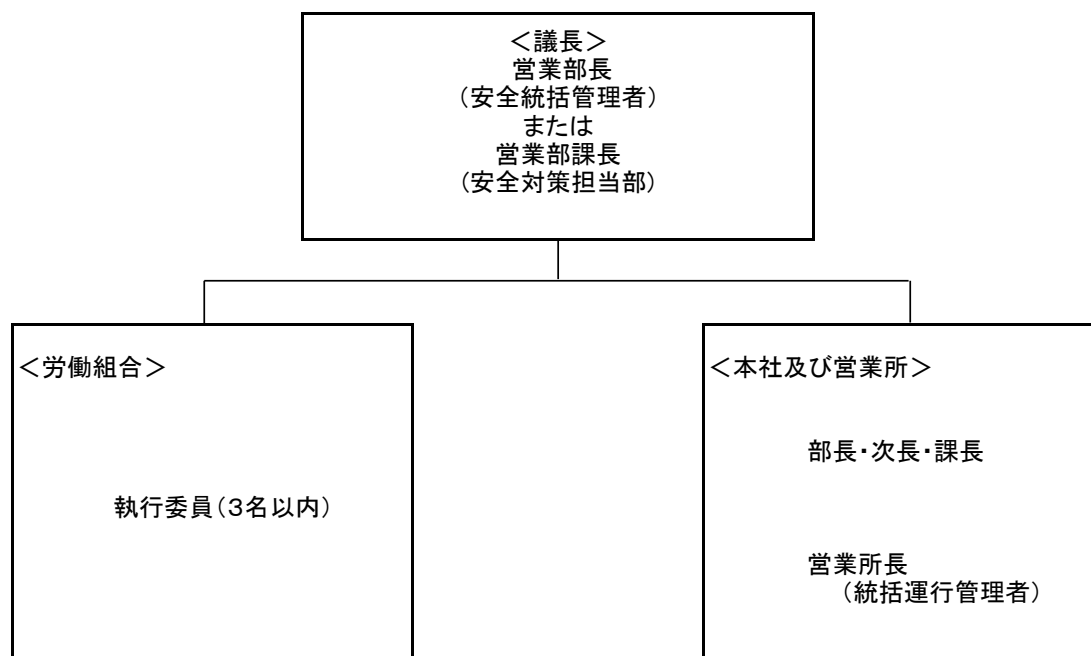 ＜議長＞
営業部長
（安全統括管理者）
または
営業部課長
（安全対策担当部）
＜労働組合＞
執行委員（３名以内）
＜本社及び営業所＞
部長・次長・課長
営業所長
（統括運行管理者）